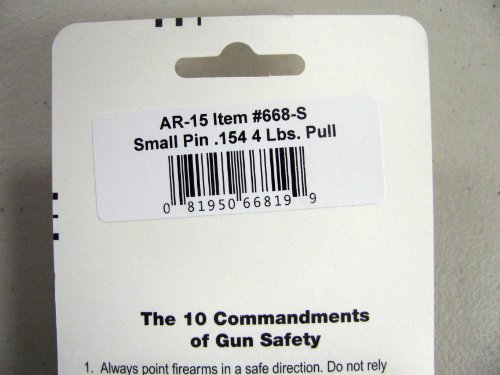 AR-15 Item #668-S
Small Pin .154 4 Lbs. Pull
0 81950 66819 9
The 10 Commandments
of Gun Safety
1. Always point firearms in a safe direction. Do not rely